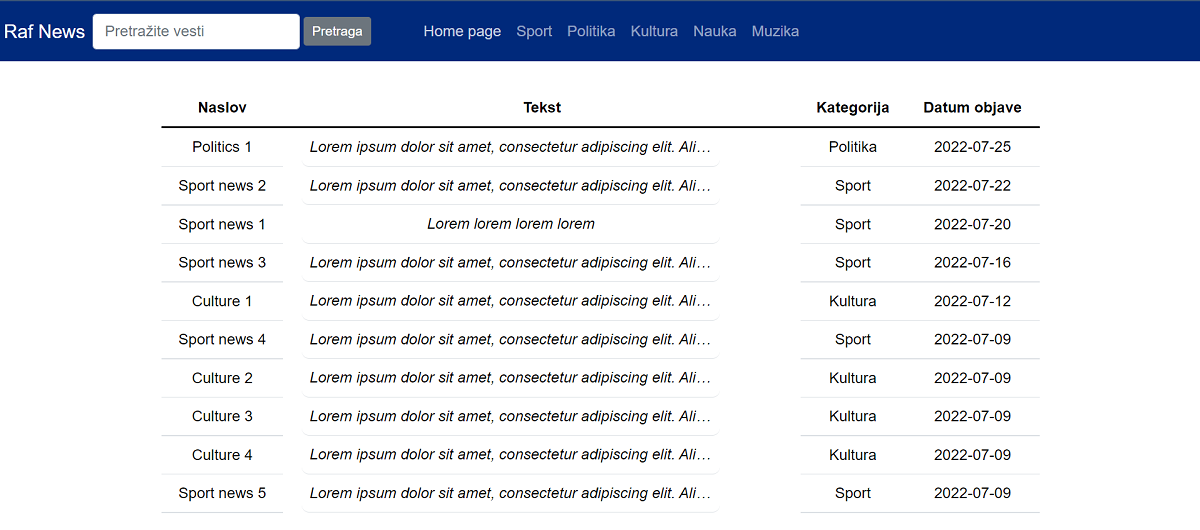 Raf News Pretražite vesti Pretraga Home page Sport Politika Kultura Nauka Muzika
Naslov Tekst Kategorija Datum objave
Politics 1 Lorem ipsum dolor sit amet, consectetur adipiscing elit. Ali… Politika 2022-07-25
Sport news 2 Lorem ipsum dolor sit amet, consectetur adipiscing elit. Ali… Sport 2022-07-22
Sport news 1 Lorem lorem lorem lorem Sport 2022-07-20
Sport news 3 Lorem ipsum dolor sit amet, consectetur adipiscing elit. Ali… Sport 2022-07-16
Culture 1 Lorem ipsum dolor sit amet, consectetur adipiscing elit. Ali… Kultura 2022-07-12
Sport news 4 Lorem ipsum dolor sit amet, consectetur adipiscing elit. Ali… Sport 2022-07-09
Culture 2 Lorem ipsum dolor sit amet, consectetur adipiscing elit. Ali… Kultura 2022-07-09
Culture 3 Lorem ipsum dolor sit amet, consectetur adipiscing elit. Ali… Kultura 2022-07-09
Culture 4 Lorem ipsum dolor sit amet, consectetur adipiscing elit. Ali… Kultura 2022-07-09
Sport news 5 Lorem ipsum dolor sit amet, consectetur adipiscing elit. Ali… Sport 2022-07-09